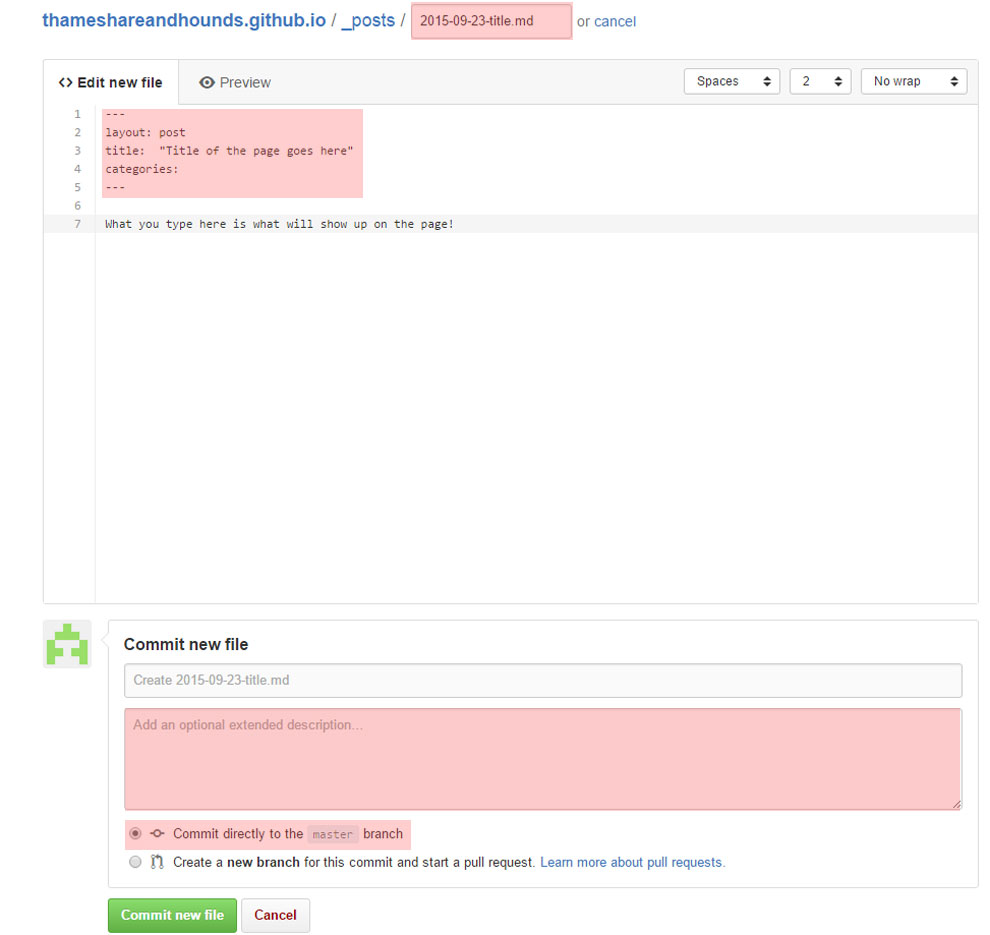 thameshareandhounds.github.io / _posts / 2015-09-23-title.md or cancel
<> Edit new file Preview Spaces 2 No wrap
1 ---
2 layout: post
3 title:  "Title of the page goes here"
4 categories:
5 ---
6
7 What you type here is what will show up on the page!
Commit new file
Create 2015-09-23-title.md
Add an optional extended description...
Commit directly to the master branch
Create a new branch for this commit and start a pull request. Learn more about pull requests.
Commit new file Cancel